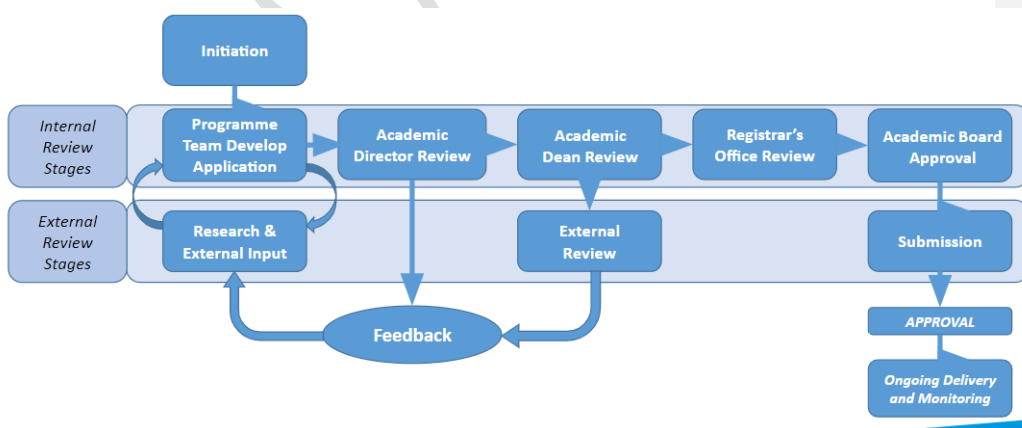 Initiation
Internal
Review
Stages
Programme
Team Develop
Application
Academic
Director Review
Academic
Dean Review
Registrar's
Office Review
Academic Board
Approval
External
Review
Stages
Research &
External Input
External
Review
Submission
Feedback
APPROVAL
Ongoing Delivery
and Monitoring